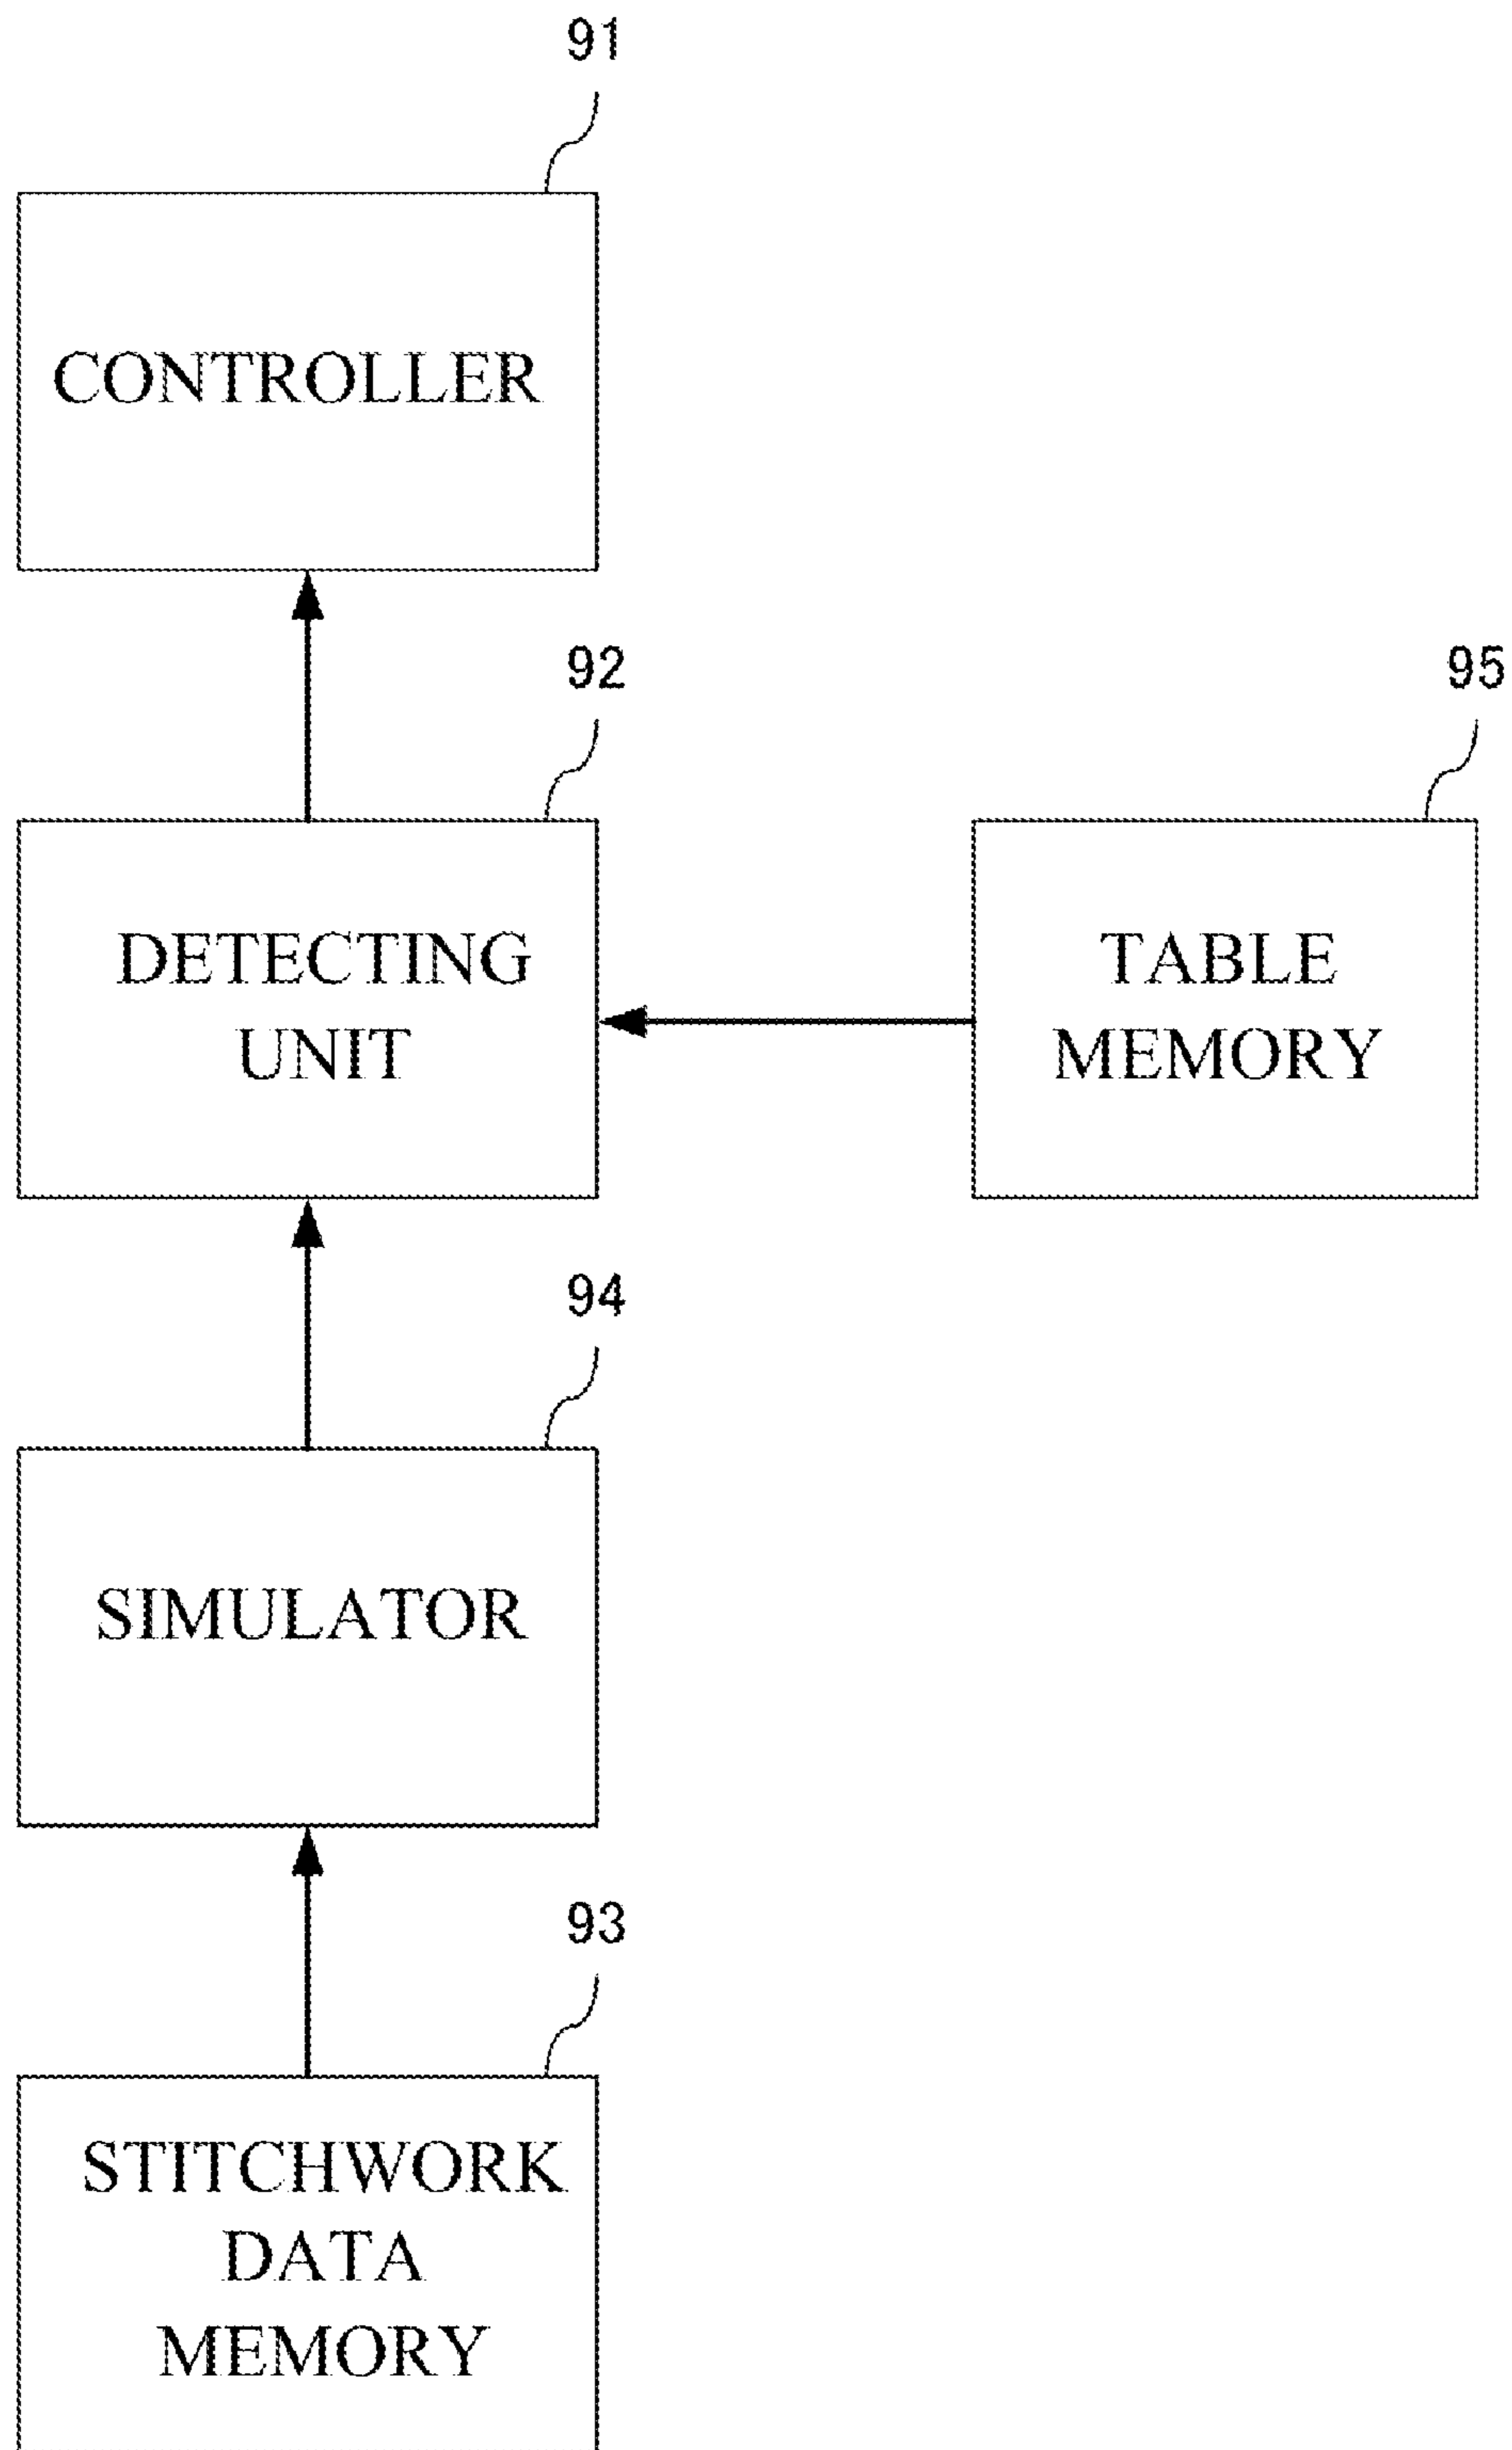 91
CONTROLLER
92
95
DETECTING
UNIT
TABLE
MEMORY
94
SIMULATOR
93
STITCHWORK
DATA
MEMORY